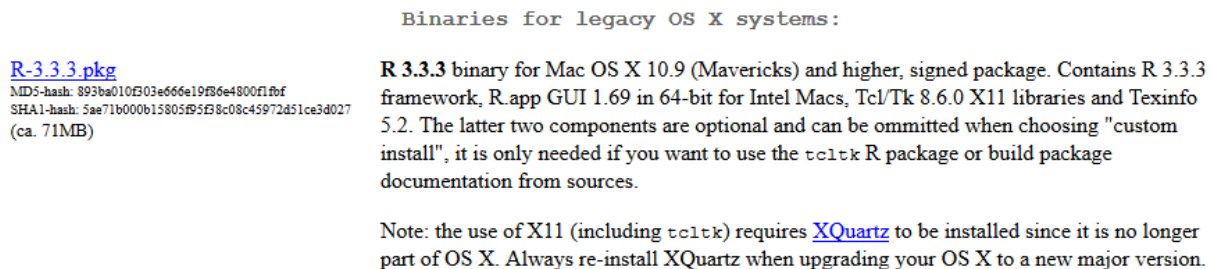 Binaries for legacy OS X systems:
R-3.3.3.pkg
MD5-hash: 893ba010f303e666e19f86e4800f1fbf
SHA1-hash: 5ae71b000b15805f95f38c08c45972d51ce3d027
(ca. 71MB)
R 3.3.3 binary for Mac OS X 10.9 (Mavericks) and higher, signed package. Contains R 3.3.3
framework, R.app GUI 1.69 in 64-bit for Intel Macs, Tcl/Tk 8.6.0 X11 libraries and Texinfo
5.2. The latter two components are optional and can be ommitted when choosing "custom
install", it is only needed if you want to use the tcltk R package or build package
documentation from sources.
Note: the use of X11 (including tcltk) requires XQuartz to be installed since it is no longer
part of OS X. Always re-install XQuartz when upgrading your OS X to a new major version.